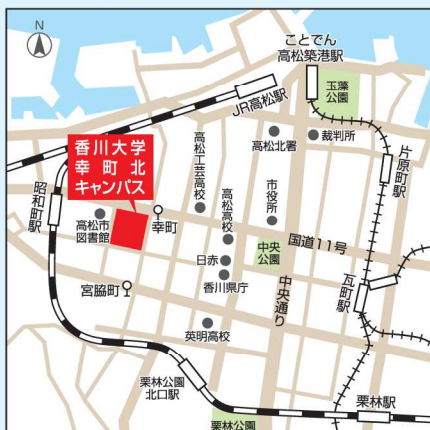 N
ことでん
高松築港駅
玉藻
公園
JR高松駅
香川大学
幸町北
キャンパス
高松工芸高校
高松北署
裁判所
片原町駅
昭和町駅
高松市
図書館
幸町
高松高校
市役所
国道11号
日赤
中央
公園
香川県庁
中央通り
瓦町駅
宮脇町
英明高校
栗林公園
北口駅
栗林駅
栗林公園